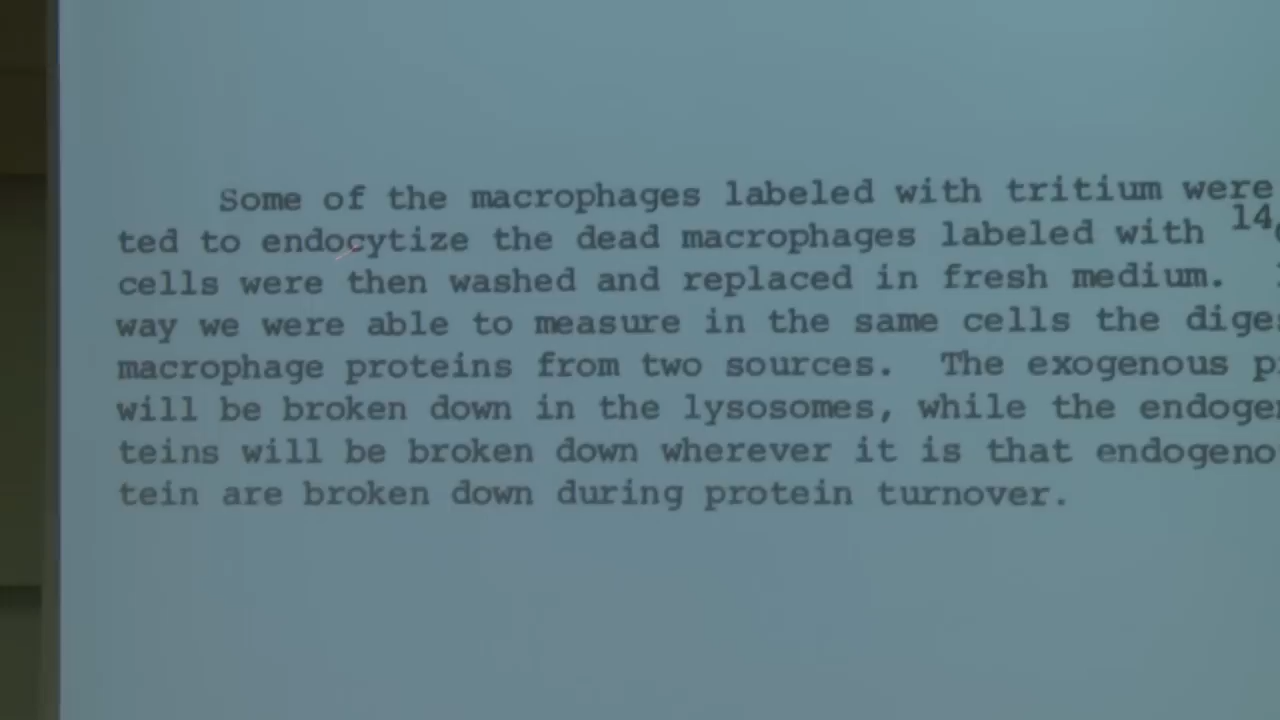 Some of the macrophages labeled with tritium were
ted to endocytize the dead macrophages labeled with 14
cells were then washed and replaced in fresh medium.
way we were able to measure in the same cells the dige
macrophage proteins from two sources. The exogenous p
will be broken down in the lysosomes, while the endoge
teins will be broken down wherever it is that endogeno
tein are broken down during protein turnover.